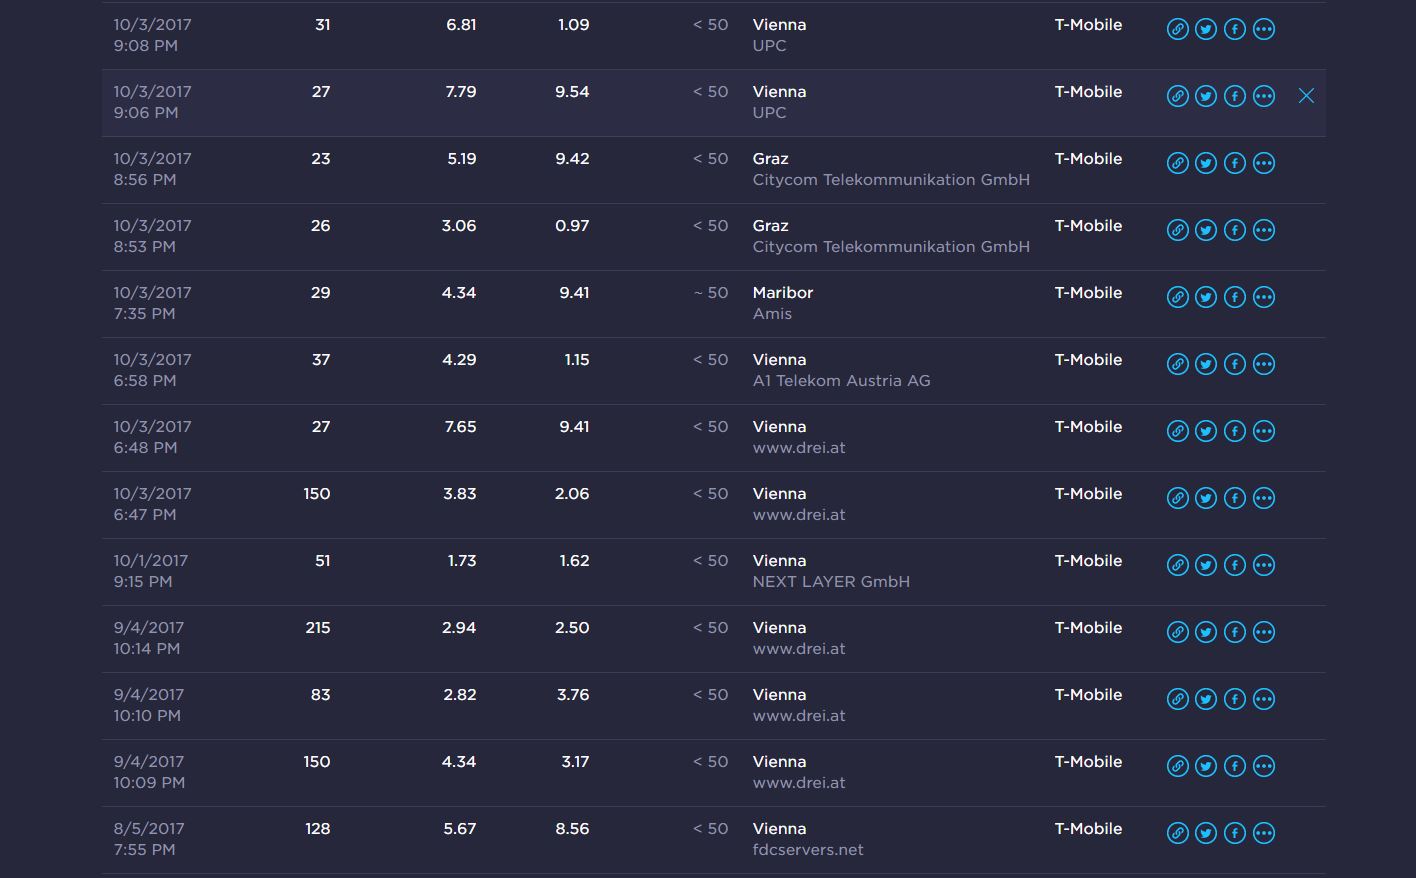 10/3/2017 31 6.81 1.09 < 50 Vienna T-Mobile
9:08 PM UPC
10/3/2017 27 7.79 9.54 < 50 Vienna T-Mobile
9:06 PM UPC
10/3/2017 23 5.19 9.42 < 50 Graz T-Mobile
8:56 PM Citycom Telekommunikation GmbH
10/3/2017 26 3.06 0.97 < 50 Graz T-Mobile
8:53 PM Citycom Telekommunikation GmbH
10/3/2017 29 4.34 9.41 ~ 50 Maribor T-Mobile
7:35 PM Amis
10/3/2017 37 4.29 1.15 < 50 Vienna T-Mobile
6:58 PM A1 Telekom Austria AG
10/3/2017 27 7.65 9.41 < 50 Vienna T-Mobile
6:48 PM www.drei.at
10/3/2017 150 3.83 2.06 < 50 Vienna T-Mobile
6:47 PM www.drei.at
10/1/2017 51 1.73 1.62 < 50 Vienna T-Mobile
9:15 PM NEXT LAYER GmbH
9/4/2017 215 2.94 2.50 < 50 Vienna T-Mobile
10:14 PM www.drei.at
9/4/2017 83 2.82 3.76 < 50 Vienna T-Mobile
10:10 PM www.drei.at
9/4/2017 150 4.34 3.17 < 50 Vienna T-Mobile
10:09 PM www.drei.at
8/5/2017 128 5.67 8.56 < 50 Vienna T-Mobile
7:55 PM fdcservers.net